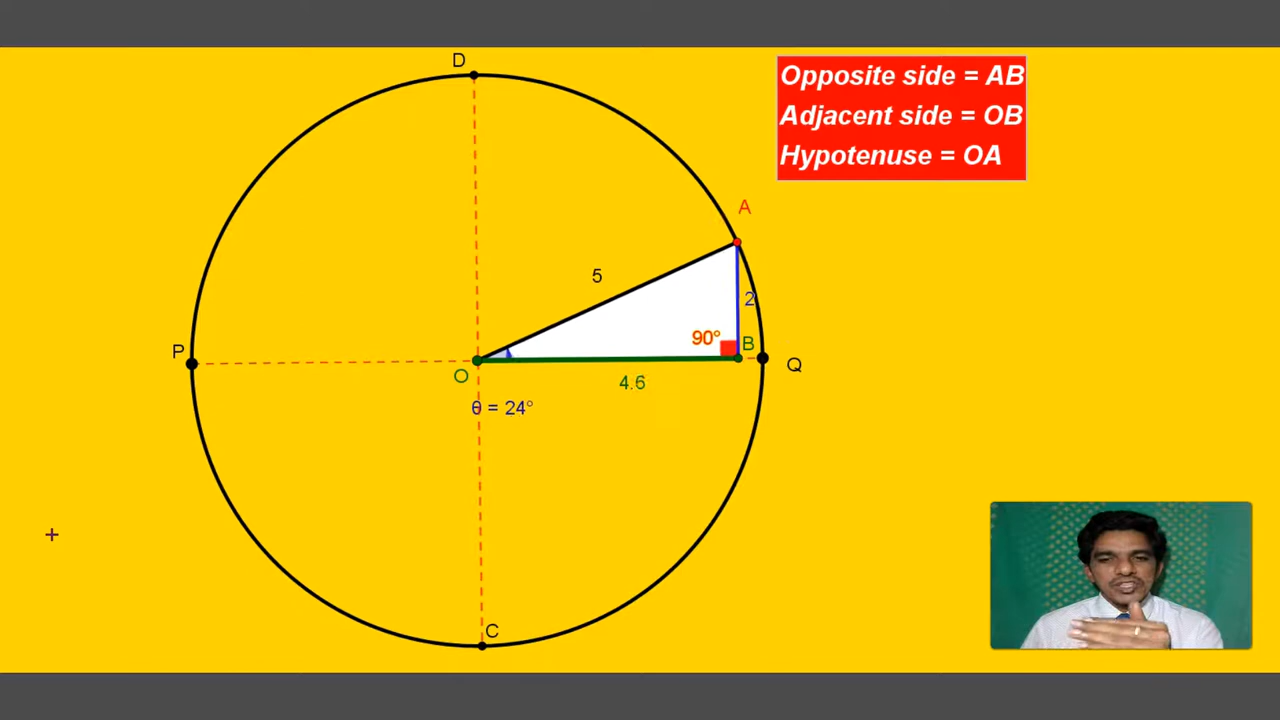 D
Opposite side = AB
Adjacent side = OB
Hypotenuse = OA
A
5
2
90°
B
P
Q
O
4.6
θ = 24°
C